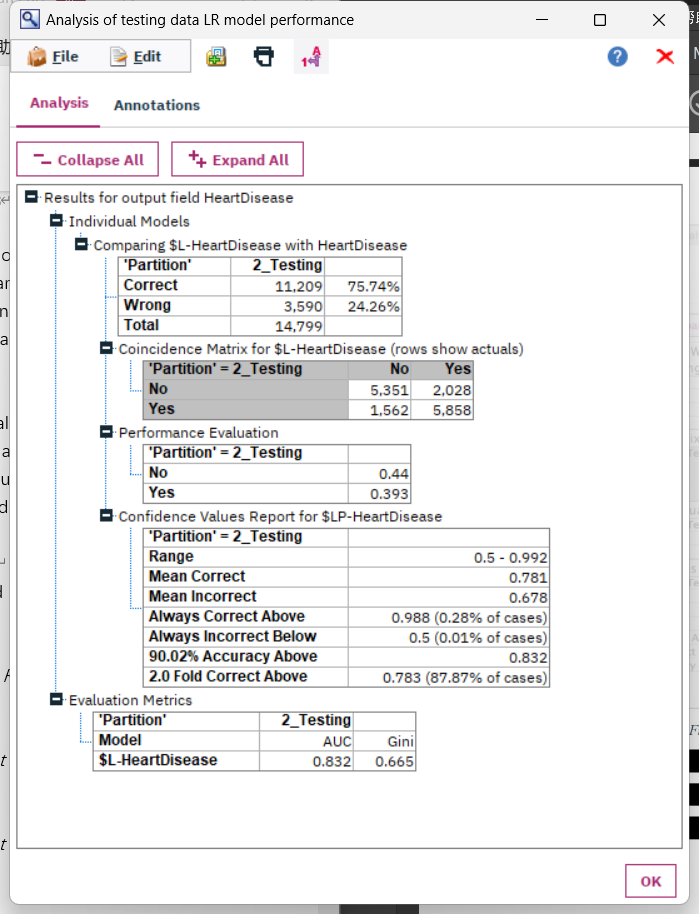 Analysis of testing data LR model performance
File Edit
Analysis Annotations
Collapse All Expand All
Results for output field HeartDisease
Individual Models
Comparing $L-HeartDisease with HeartDisease
'Partition' 2_Testing
Correct 11,209 75.74%
Wrong 3,590 24.26%
Total 14,799
Coincidence Matrix for $L-HeartDisease (rows show actuals)
'Partition' = 2_Testing No Yes
No 5,351 2,028
Yes 1,562 5,858
Performance Evaluation
'Partition' = 2_Testing
No 0.44
Yes 0.393
Confidence Values Report for $LP-HeartDisease
'Partition' = 2_Testing
Range 0.5 - 0.992
Mean Correct 0.781
Mean Incorrect 0.678
Always Correct Above 0.988 (0.28% of cases)
Always Incorrect Below 0.5 (0.01% of cases)
90.02% Accuracy Above 0.832
2.0 Fold Correct Above 0.783 (87.87% of cases)
Evaluation Metrics
'Partition' 2_Testing
Model AUC Gini
$L-HeartDisease 0.832 0.665
OK